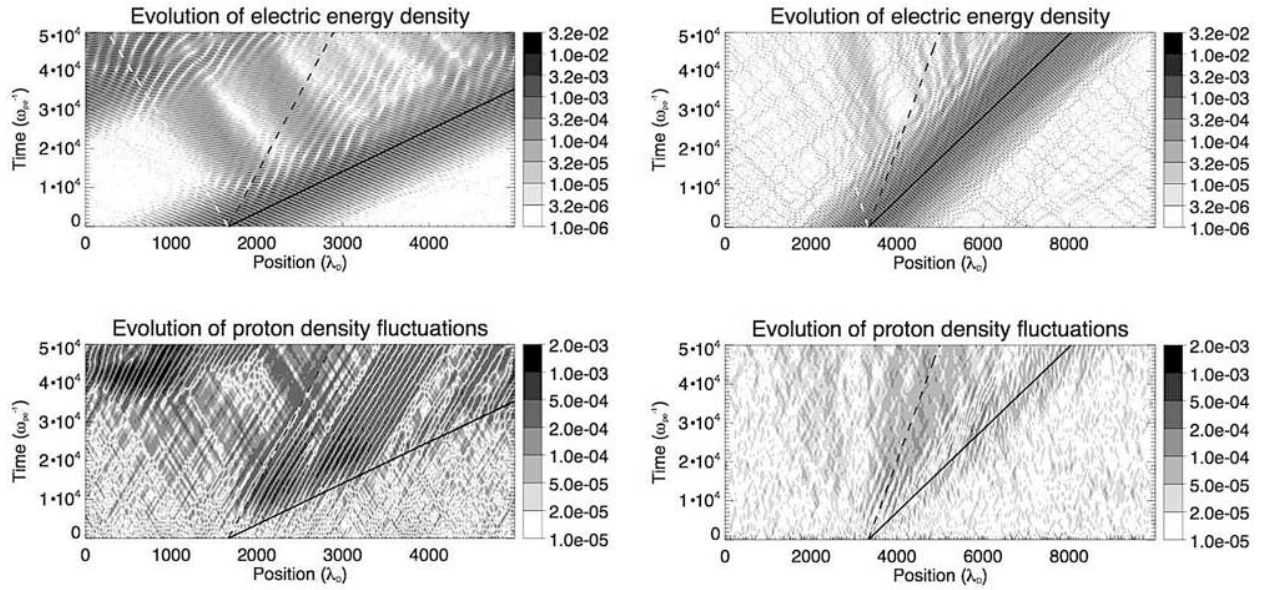 Evolution of electric energy density
5•10⁴
4•10⁴
3•10⁴
2•10⁴
1•10⁴
0
Time (ωpe⁻¹)
0 1000 2000 3000 4000
Position (λD)
3.2e-02
1.0e-02
3.2e-03
1.0e-03
3.2e-04
1.0e-04
3.2e-05
1.0e-05
3.2e-06
1.0e-06
Evolution of electric energy density
5•10⁴
4•10⁴
3•10⁴
2•10⁴
1•10⁴
0
Time (ωpe⁻¹)
0 2000 4000 6000 8000
Position (λD)
3.2e-02
1.0e-02
3.2e-03
1.0e-03
3.2e-04
1.0e-04
3.2e-05
1.0e-05
3.2e-06
1.0e-06
Evolution of proton density fluctuations
5•10⁴
4•10⁴
3•10⁴
2•10⁴
1•10⁴
0
Time (ωpe⁻¹)
0 1000 2000 3000 4000
Position (λD)
2.0e-03
1.0e-03
5.0e-04
2.0e-04
1.0e-04
5.0e-05
2.0e-05
1.0e-05
Evolution of proton density fluctuations
5•10⁴
4•10⁴
3•10⁴
2•10⁴
1•10⁴
0
Time (ωpe⁻¹)
0 2000 4000 6000 8000
Position (λD)
2.0e-03
1.0e-03
5.0e-04
2.0e-04
1.0e-04
5.0e-05
2.0e-05
1.0e-05